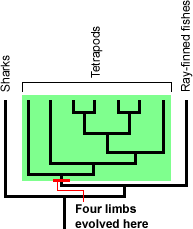 Sharks
Tetrapods
Ray-finned fishes
Four limbs
evolved here